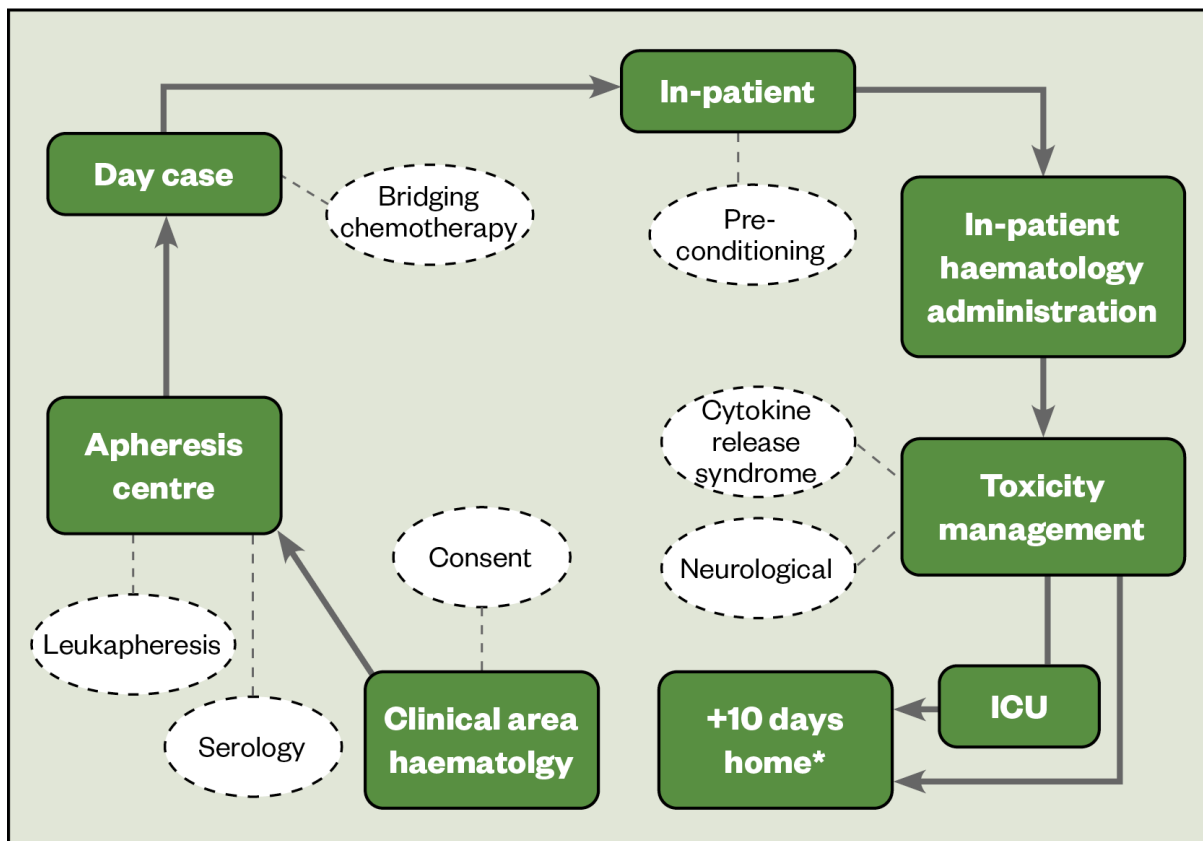 In-patient
Day case
Bridging
chemotherapy
Pre-
conditioning
In-patient
haematology
administration
Apheresis
centre
Cytokine
release
syndrome
Toxicity
management
Consent
Neurological
Leukapheresis
Serology
Clinical area
haematolgy
+10 days
home*
ICU